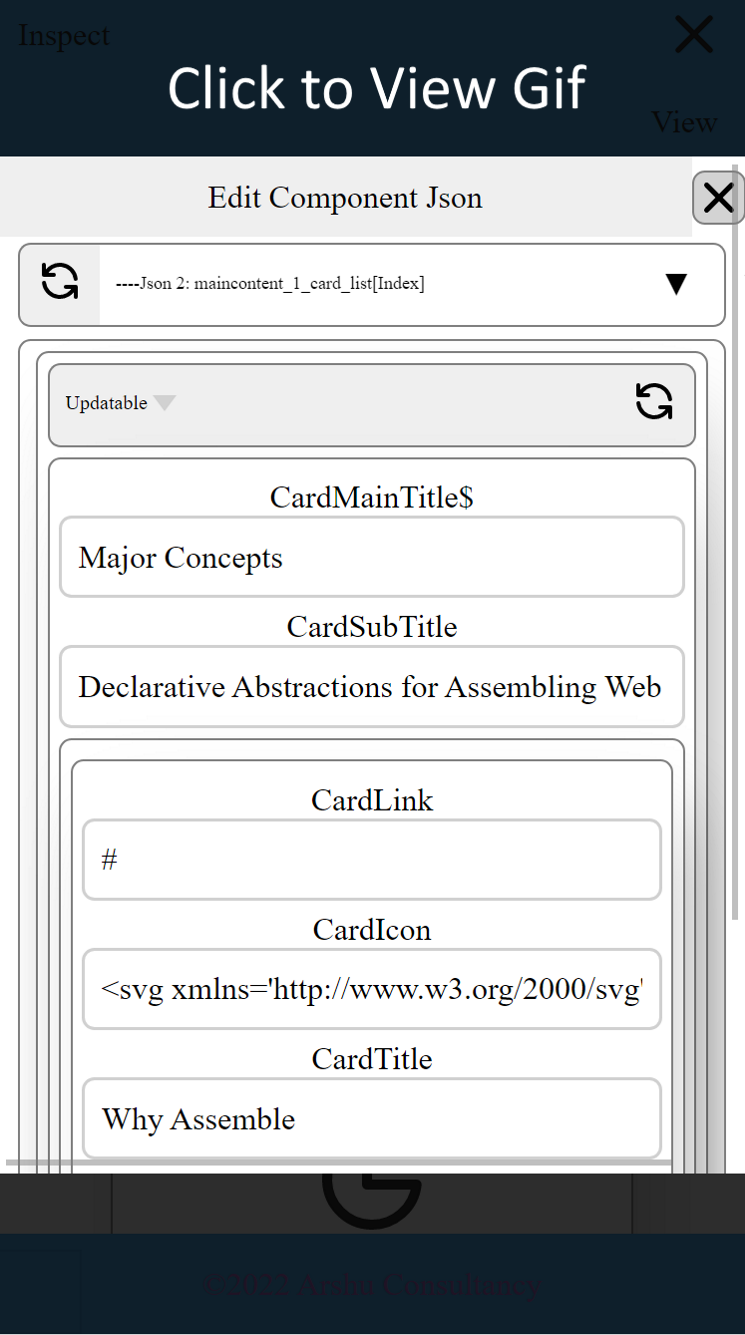 Inspect
Click to View Gif
View
Edit Component Json
----Json 2: maincontent_1_card_list[Index]
Updatable
CardMainTitle$
Major Concepts
CardSubTitle
Declarative Abstractions for Assembling Web
CardLink
#
CardIcon
<svg xmlns='http://www.w3.org/2000/svg'
CardTitle
Why Assemble
©2022 Arshu Consultancy